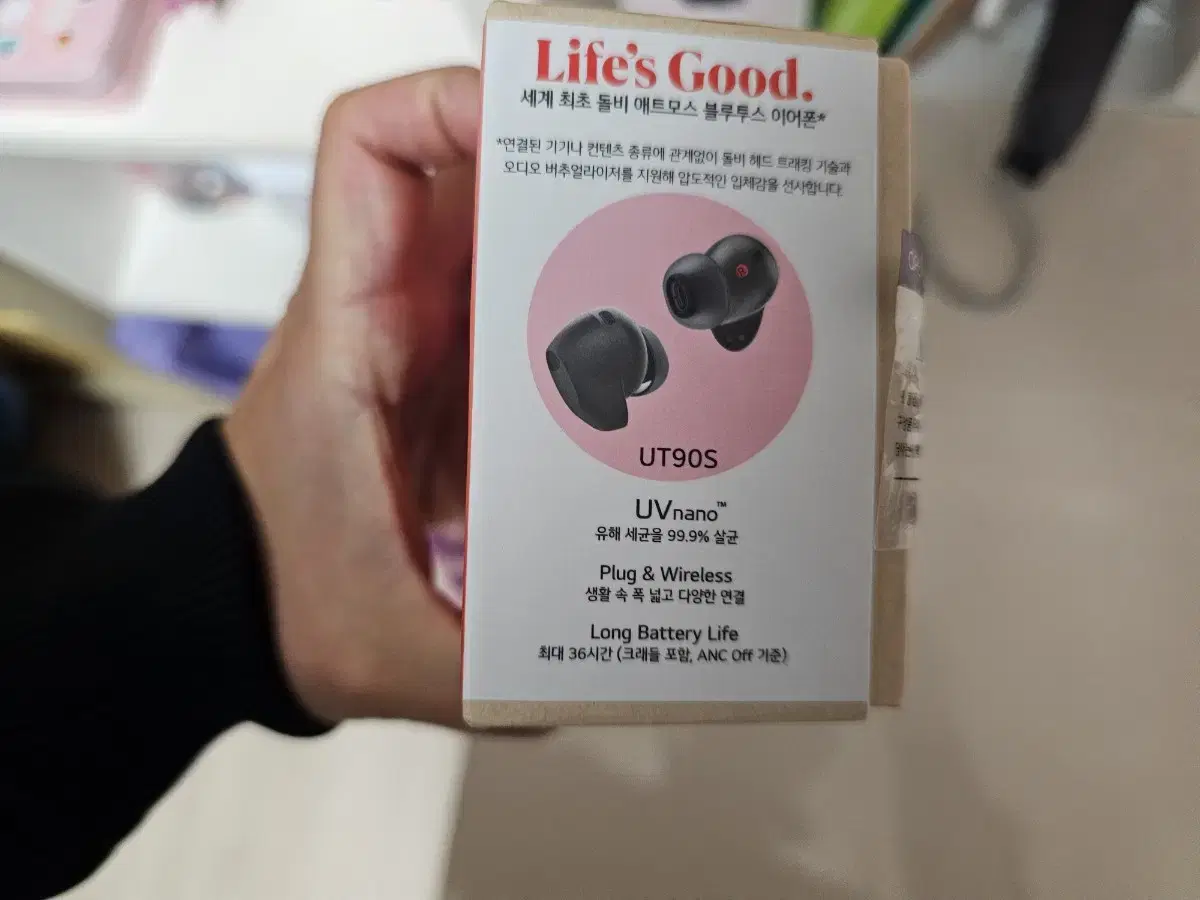 Life's Good.
세계 최초 돌비 애트모스 블루투스 이어폰*
*연결된 기기나 컨텐츠 종류에 관계없이 돌비 헤드 트래킹 기술과
오디오 버추얼라이저를 지원해 압도적인 입체감을 선사합니다.
UT90S
UVnano™
유해 세균을 99.9% 살균
Plug & Wireless
생활 속 폭 넓고 다양한 연결
Long Battery Life
최대 36시간 (크래들 포함, ANC Off 기준)